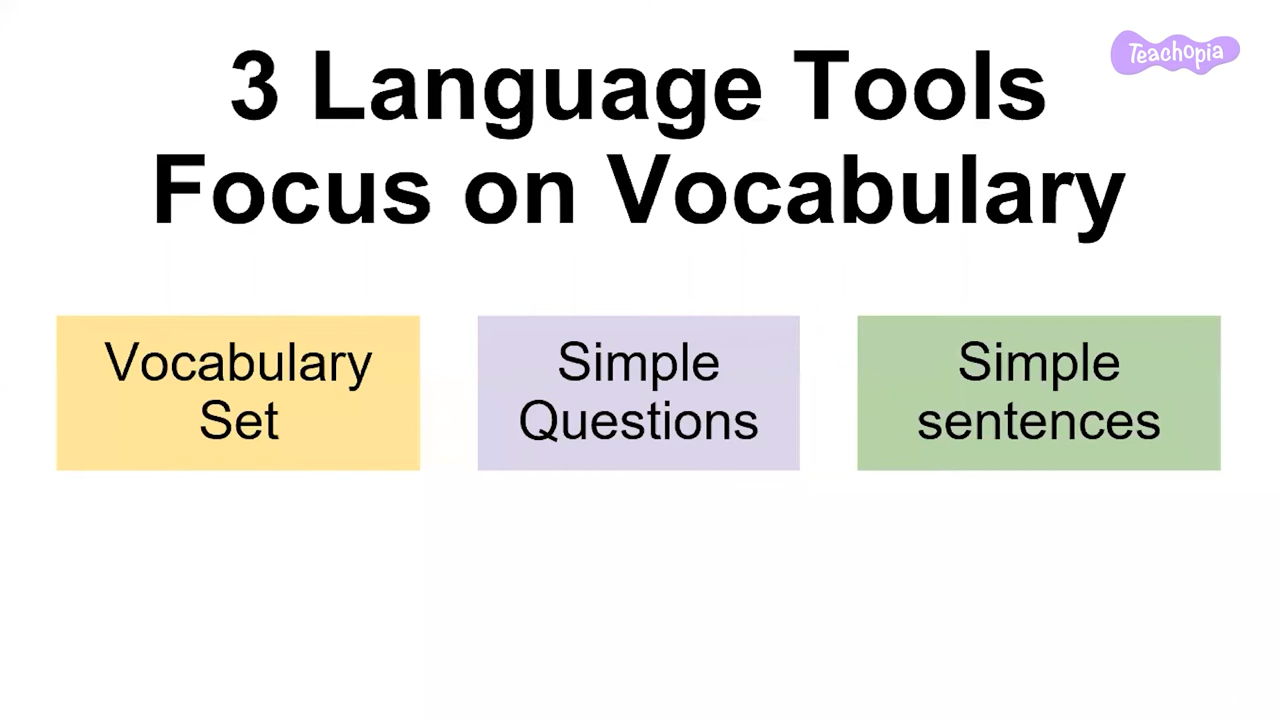 Teachopia
3 Language Tools
Focus on Vocabulary
Vocabulary
Set
Simple
Questions
Simple
sentences